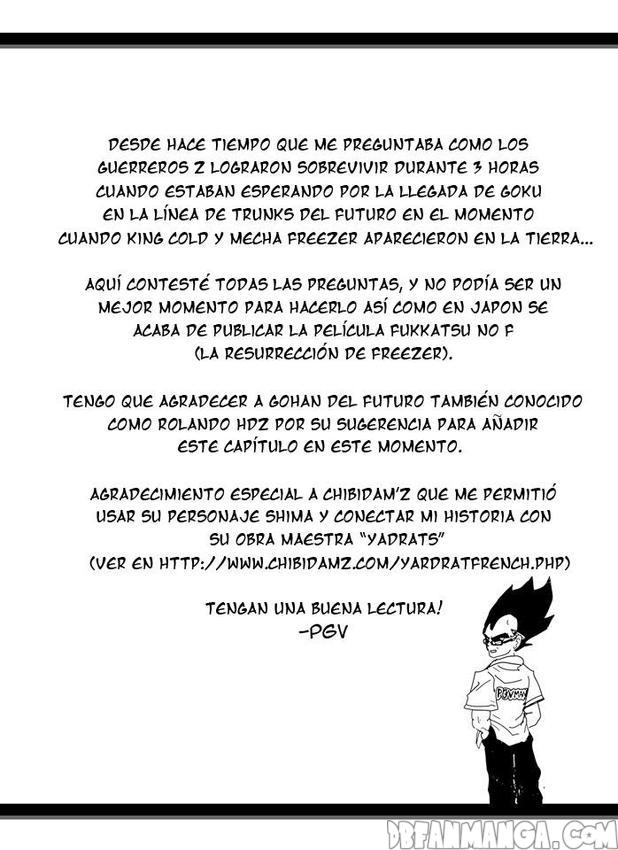 DESDE HACE TIEMPO QUE ME PREGUNTABA COMO LOS
GUERREROS Z LOGRARON SOBREVIVIR DURANTE 3 HORAS
CUANDO ESTABAN ESPERANDO POR LA LLEGADA DE GOKU
EN LA LÍNEA DE TRUNKS DEL FUTURO EN EL MOMENTO
CUANDO KING COLD Y MECHA FREEZER APARECIERON EN LA TIERRA...
AQUÍ CONTESTÉ TODAS LAS PREGUNTAS, Y NO PODÍA SER UN
MEJOR MOMENTO PARA HACERLO ASÍ COMO EN JAPON SE
ACABA DE PUBLICAR LA PELÍCULA FUKKATSU NO F
(LA RESURRECCIÓN DE FREEZER).
TENGO QUE AGRADECER A GOHAN DEL FUTURO TAMBIÉN CONOCIDO
COMO ROLANDO HDZ POR SU SUGERENCIA PARA AÑADIR
ESTE CAPÍTULO EN ESTE MOMENTO.
AGRADECIMIENTO ESPECIAL A CHIBIDAM'Z QUE ME PERMITIÓ
USAR SU PERSONAJE SHIMA Y CONECTAR MI HISTORIA CON
SU OBRA MAESTRA "YADRATS"
(VER EN HTTP://WWW.CHIBIDAMZ.COM/YARDRATFRENCH.PHP)
TENGAN UNA BUENA LECTURA!
-PGV
PGVMAN
DBFANMANGA.COM